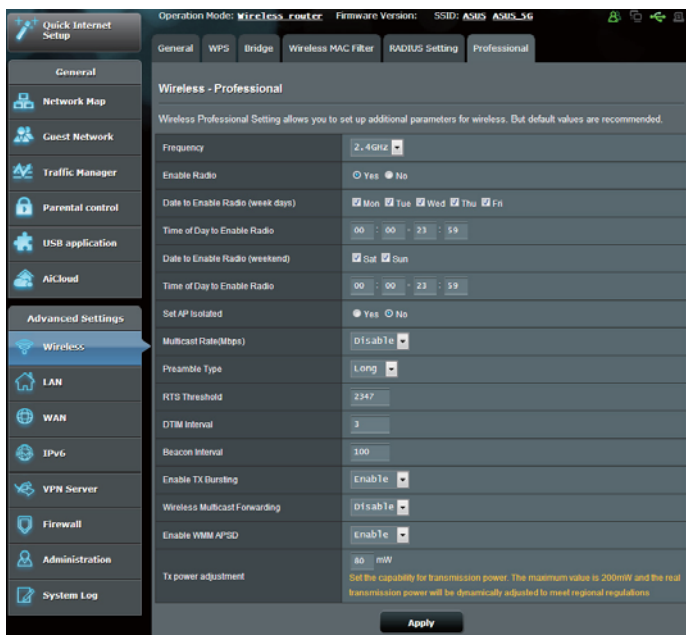 Operation Mode: Wireless router Firmware Version: SSID: ASUS ASUS_5G
Quick Internet Setup
General WPS Bridge Wireless MAC Filter RADIUS Setting Professional
General
Network Map
Guest Network
Traffic Manager
Parental control
USB application
AiCloud
Advanced Settings
Wireless
LAN
WAN
IPv6
VPN Server
Firewall
Administration
System Log
Wireless - Professional
Wireless Professional Setting allows you to set up additional parameters for wireless. But default values are recommended.
Frequency 2.4GHz
Enable Radio Yes No
Date to Enable Radio (week days) Mon Tue Wed Thu Fri
Time of Day to Enable Radio 00 : 00 - 23 : 59
Date to Enable Radio (weekend) Sat Sun
Time of Day to Enable Radio 00 : 00 - 23 : 59
Set AP Isolated Yes No
Multicast Rate(Mbps) Disable
Preamble Type Long
RTS Threshold 2347
DTIM Interval 3
Beacon Interval 100
Enable TX Bursting Enable
Wireless Multicast Forwarding Disable
Enable WMM APSD Enable
Tx power adjustment 80 mW
Set the capability for transmission power. The maximum value is 200mW and the real
transmission power will be dynamically adjusted to meet regional regulations
Apply